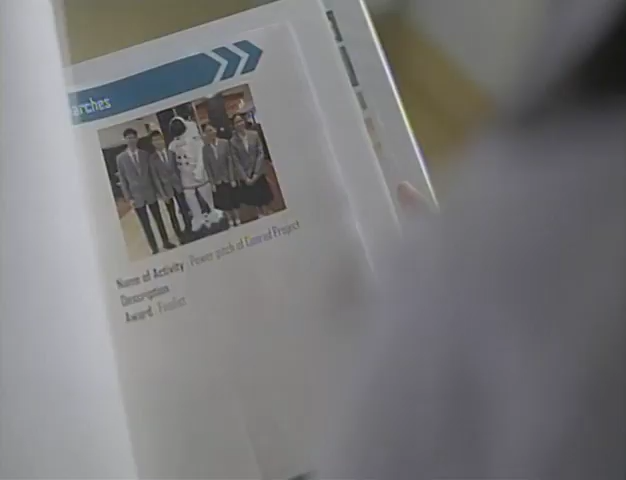 arches
Name of Activity : Power pitch of Conrad Project
Description
Award : Finalist